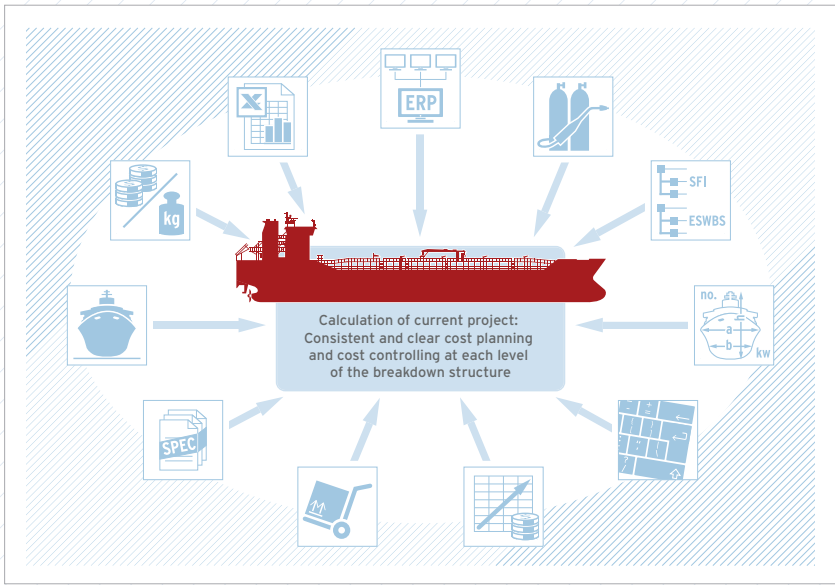 ERP
X
kg
SFI
ESWBS
no.
a
b
kw
Calculation of current project:
Consistent and clear cost planning
and cost controlling at each level
of the breakdown structure
SPEC